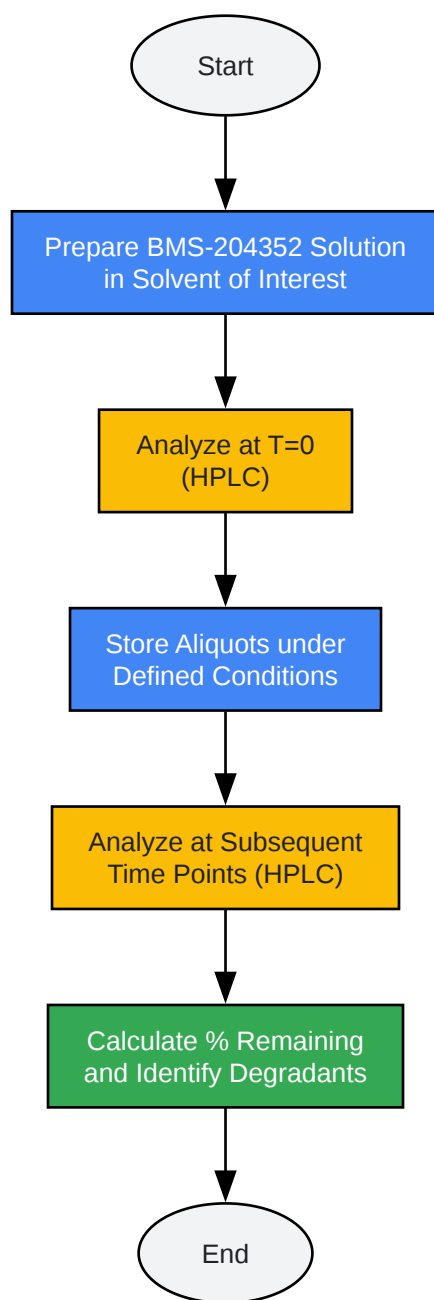 Start
Prepare BMS-204352 Solution
in Solvent of Interest
Analyze at T=0
(HPLC)
Store Aliquots under
Defined Conditions
Analyze at Subsequent
Time Points (HPLC)
Calculate % Remaining
and Identify Degradants
End